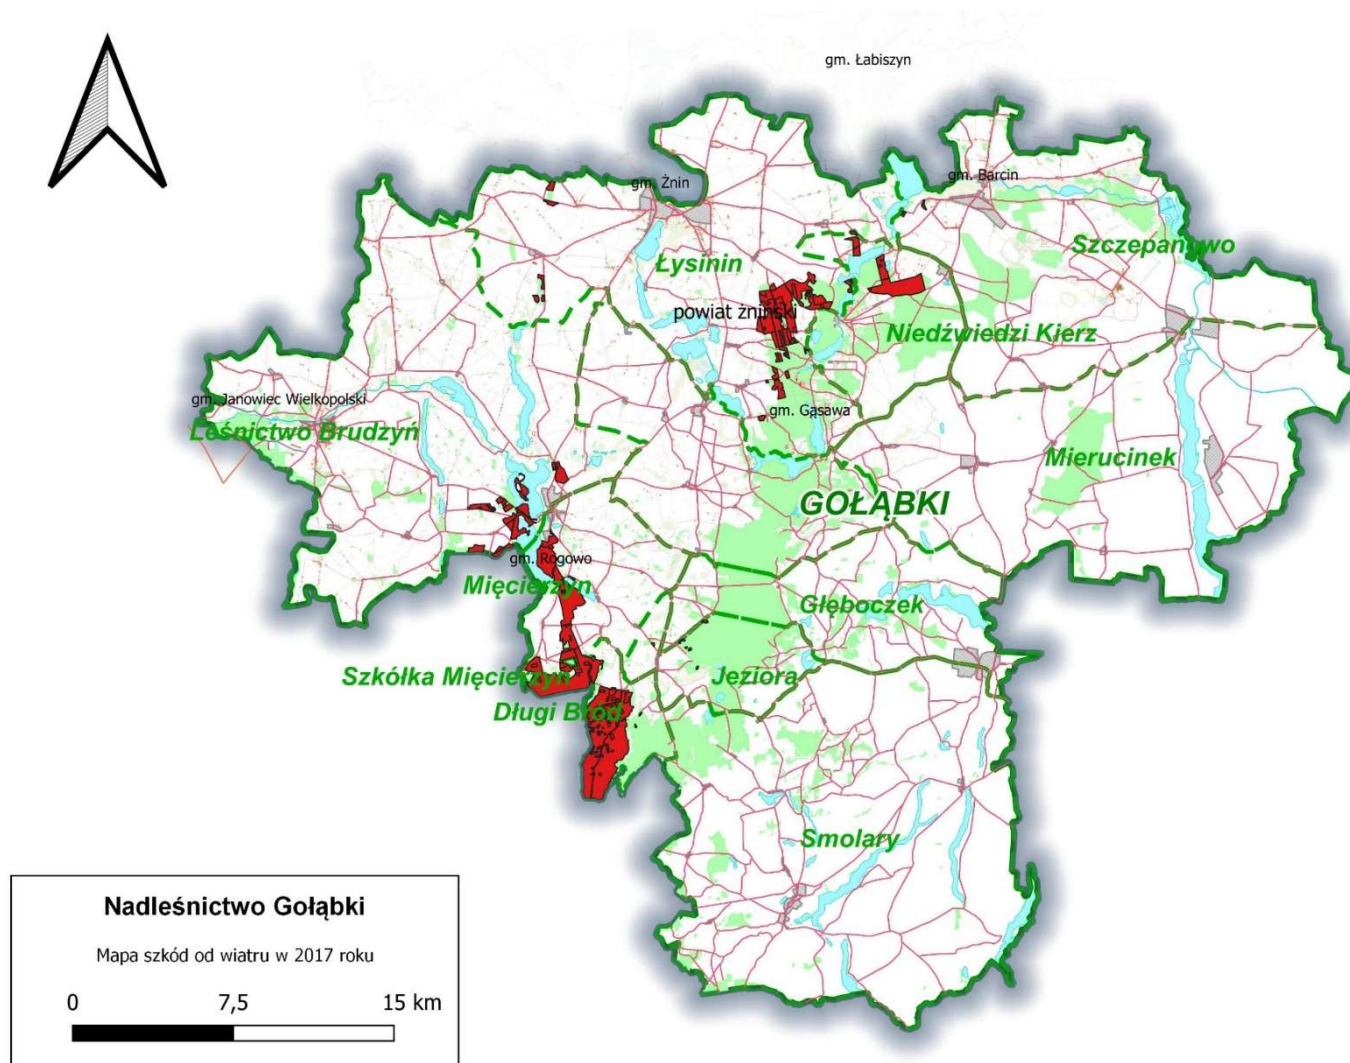 gm. Łabiszyn
gm. Barcin
gm. Żnin
Szczepanowo
Łysinin
powiat żniński
Niedźwiedzi Kierz
gm. Janowiec Wielkopolski
gm. Gąsawa
Leśnictwo Brudzyń
Mierucinek
GOŁĄBKI
gm. Rogowo
Mięcierzyn
Głęboczek
Szkółka Mięcierzyn
Jeziora
Długi Bród
Smolary
Nadleśnictwo Gołąbki
Mapa szkód od wiatru w 2017 roku
0 7,5 15 km